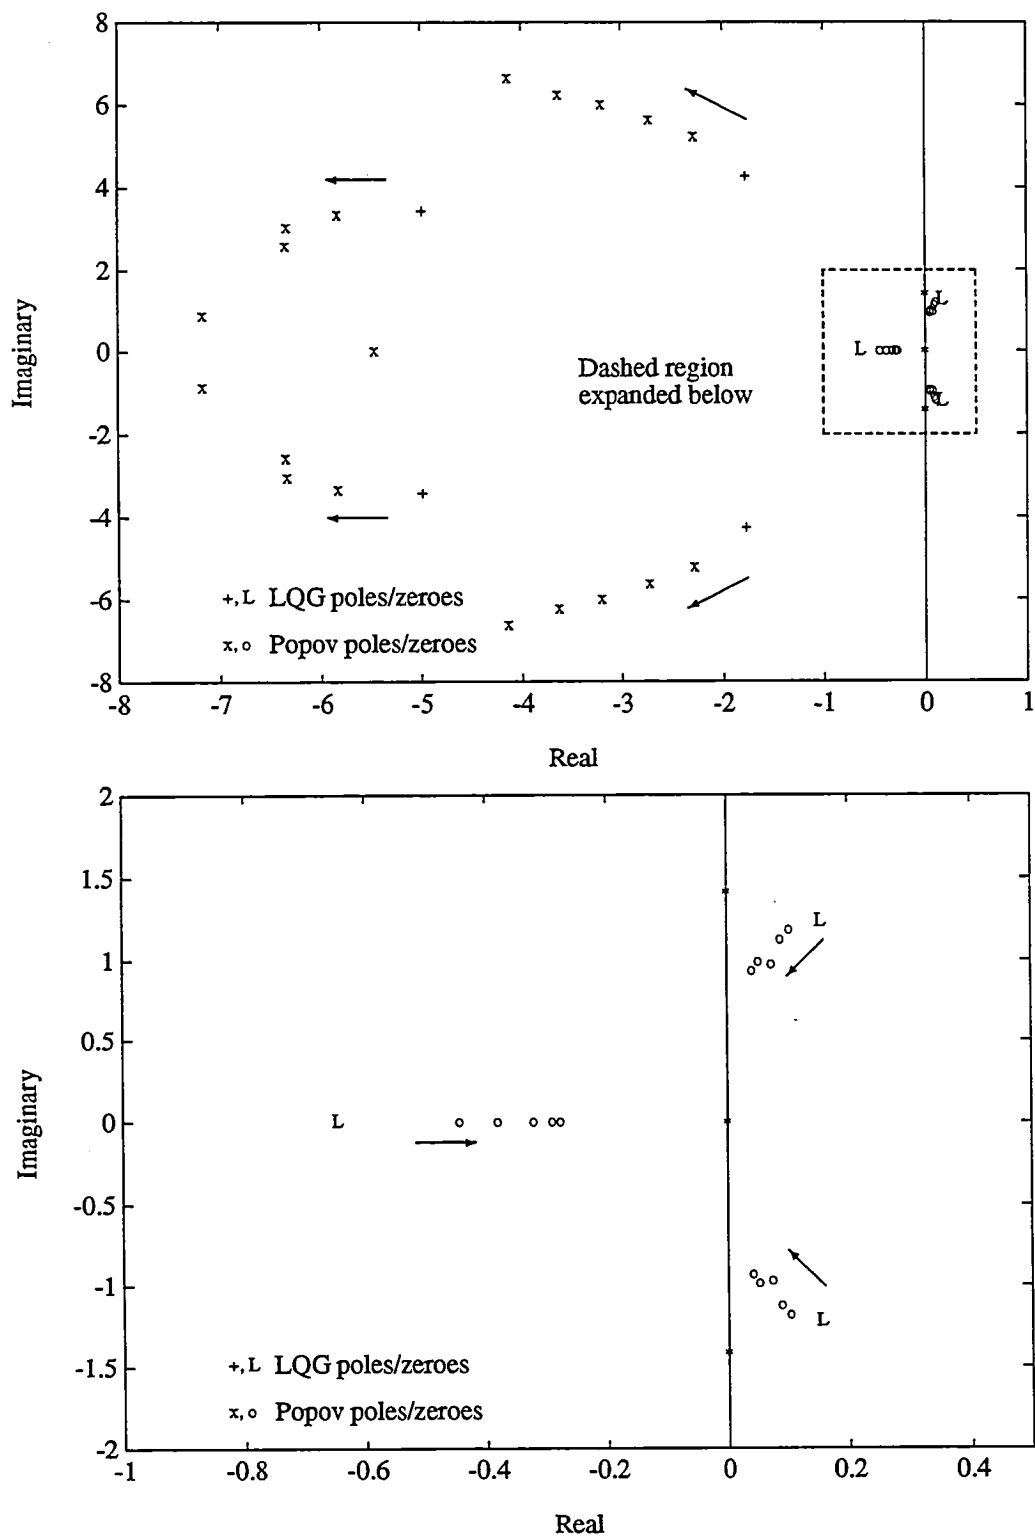 8
6
4
2
0
-2
-4
-6
-8
Imaginary
L
L
L
Dashed region
expanded below
+, L LQG poles/zeroes
x, o Popov poles/zeroes
-8 -7 -6 -5 -4 -3 -2 -1 0 1
Real
2
1.5
1
0.5
0
-0.5
-1
-1.5
-2
Imaginary
L
L
L
+, L LQG poles/zeroes
x, o Popov poles/zeroes
-1 -0.8 -0.6 -0.4 -0.2 0 0.2 0.4
Real